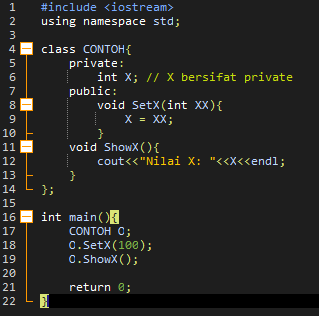 1 #include <iostream>
2 using namespace std;
3
4 class CONTOH{
5     private:
6         int X; // X bersifat private
7     public:
8         void SetX(int XX){
9             X = XX;
10         }
11     void ShowX(){
12         cout<<"Nilai X: "<<X<<endl;
13     }
14 };
15
16 int main(){
17     CONTOH O;
18     O.SetX(100);
19     O.ShowX();
20
21     return 0;
22 }